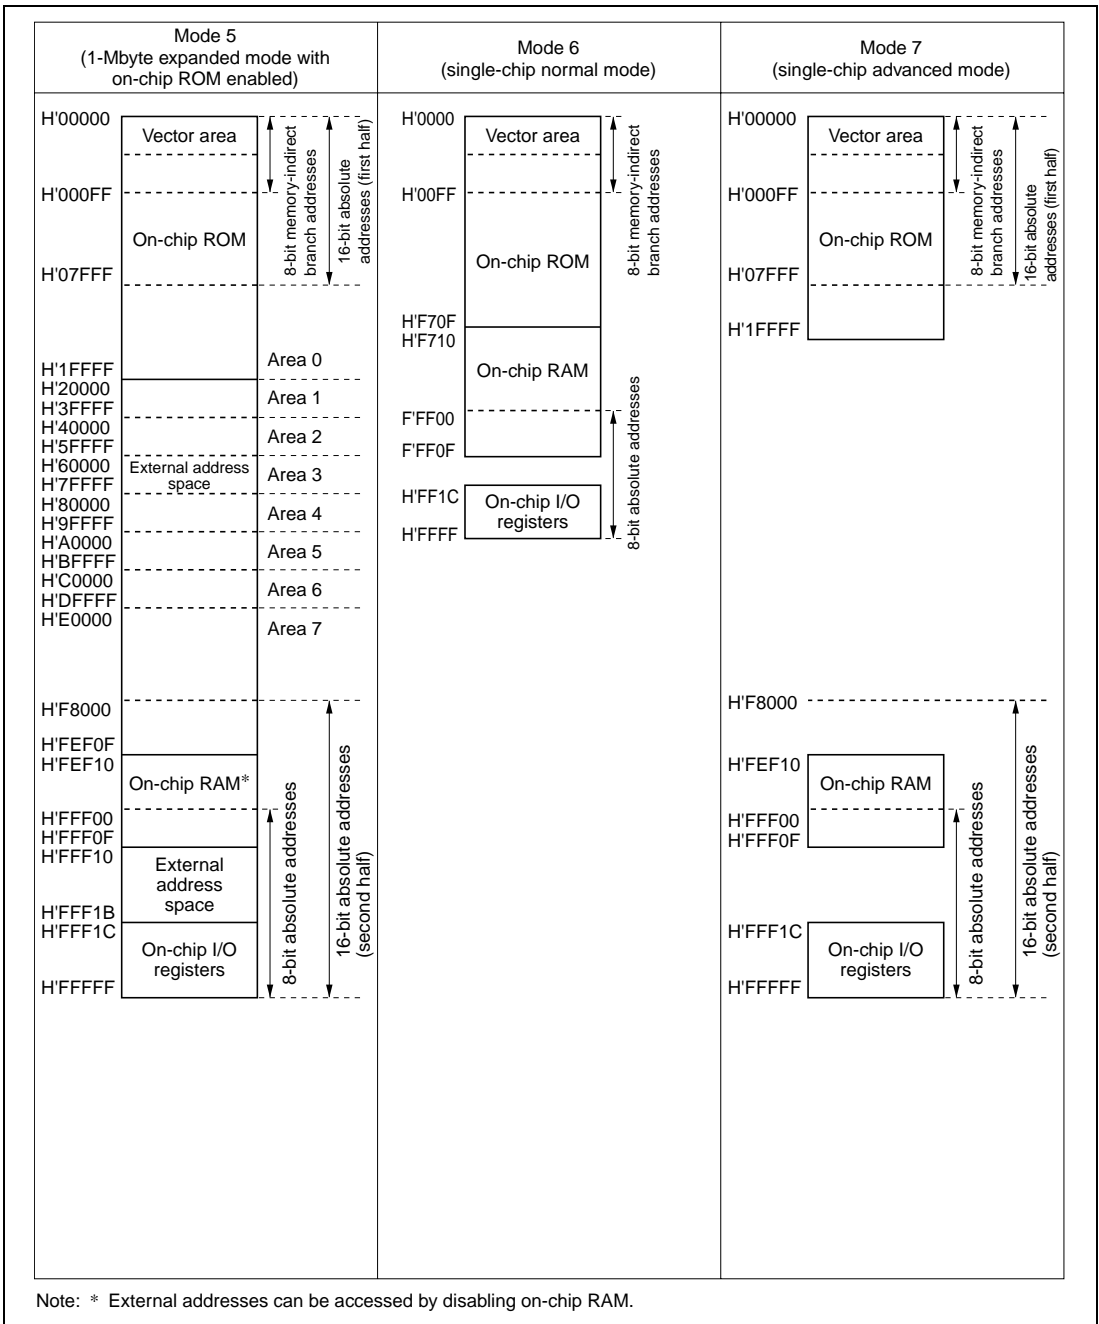 Mode 5
(1-Mbyte expanded mode with
on-chip ROM enabled)
H'00000
Vector area
H'000FF
On-chip ROM
H'07FFF
8-bit memory-indirect
branch addresses
16-bit absolute
addresses (first half)
H'1FFFF
Area 0
H'20000
Area 1
H'3FFFF
H'40000
Area 2
H'5FFFF
H'60000
External address
space
Area 3
H'7FFFF
H'80000
Area 4
H'9FFFF
H'A0000
Area 5
H'BFFFF
H'C0000
Area 6
H'DFFFF
H'E0000
Area 7
H'F8000
H'FEF0F
H'FEF10
On-chip RAM*
H'FFF00
H'FFF0F
H'FFF10
External
address
space
H'FFF1B
H'FFF1C
On-chip I/O
registers
H'FFFFF
8-bit absolute addresses
16-bit absolute addresses
(second half)
Mode 6
(single-chip normal mode)
H'0000
Vector area
H'00FF
On-chip ROM
8-bit memory-indirect
branch addresses
H'F70F
H'F710
On-chip RAM
F'FF00
F'FF0F
H'FF1C
On-chip I/O
registers
H'FFFF
8-bit absolute addresses
Mode 7
(single-chip advanced mode)
H'00000
Vector area
H'000FF
On-chip ROM
H'07FFF
8-bit memory-indirect
branch addresses
16-bit absolute
addresses (first half)
H'1FFFF
H'F8000
H'FEF10
On-chip RAM
H'FFF00
H'FFF0F
H'FFF1C
On-chip I/O
registers
H'FFFFF
8-bit absolute addresses
16-bit absolute addresses
(second half)
Note: * External addresses can be accessed by disabling on-chip RAM.